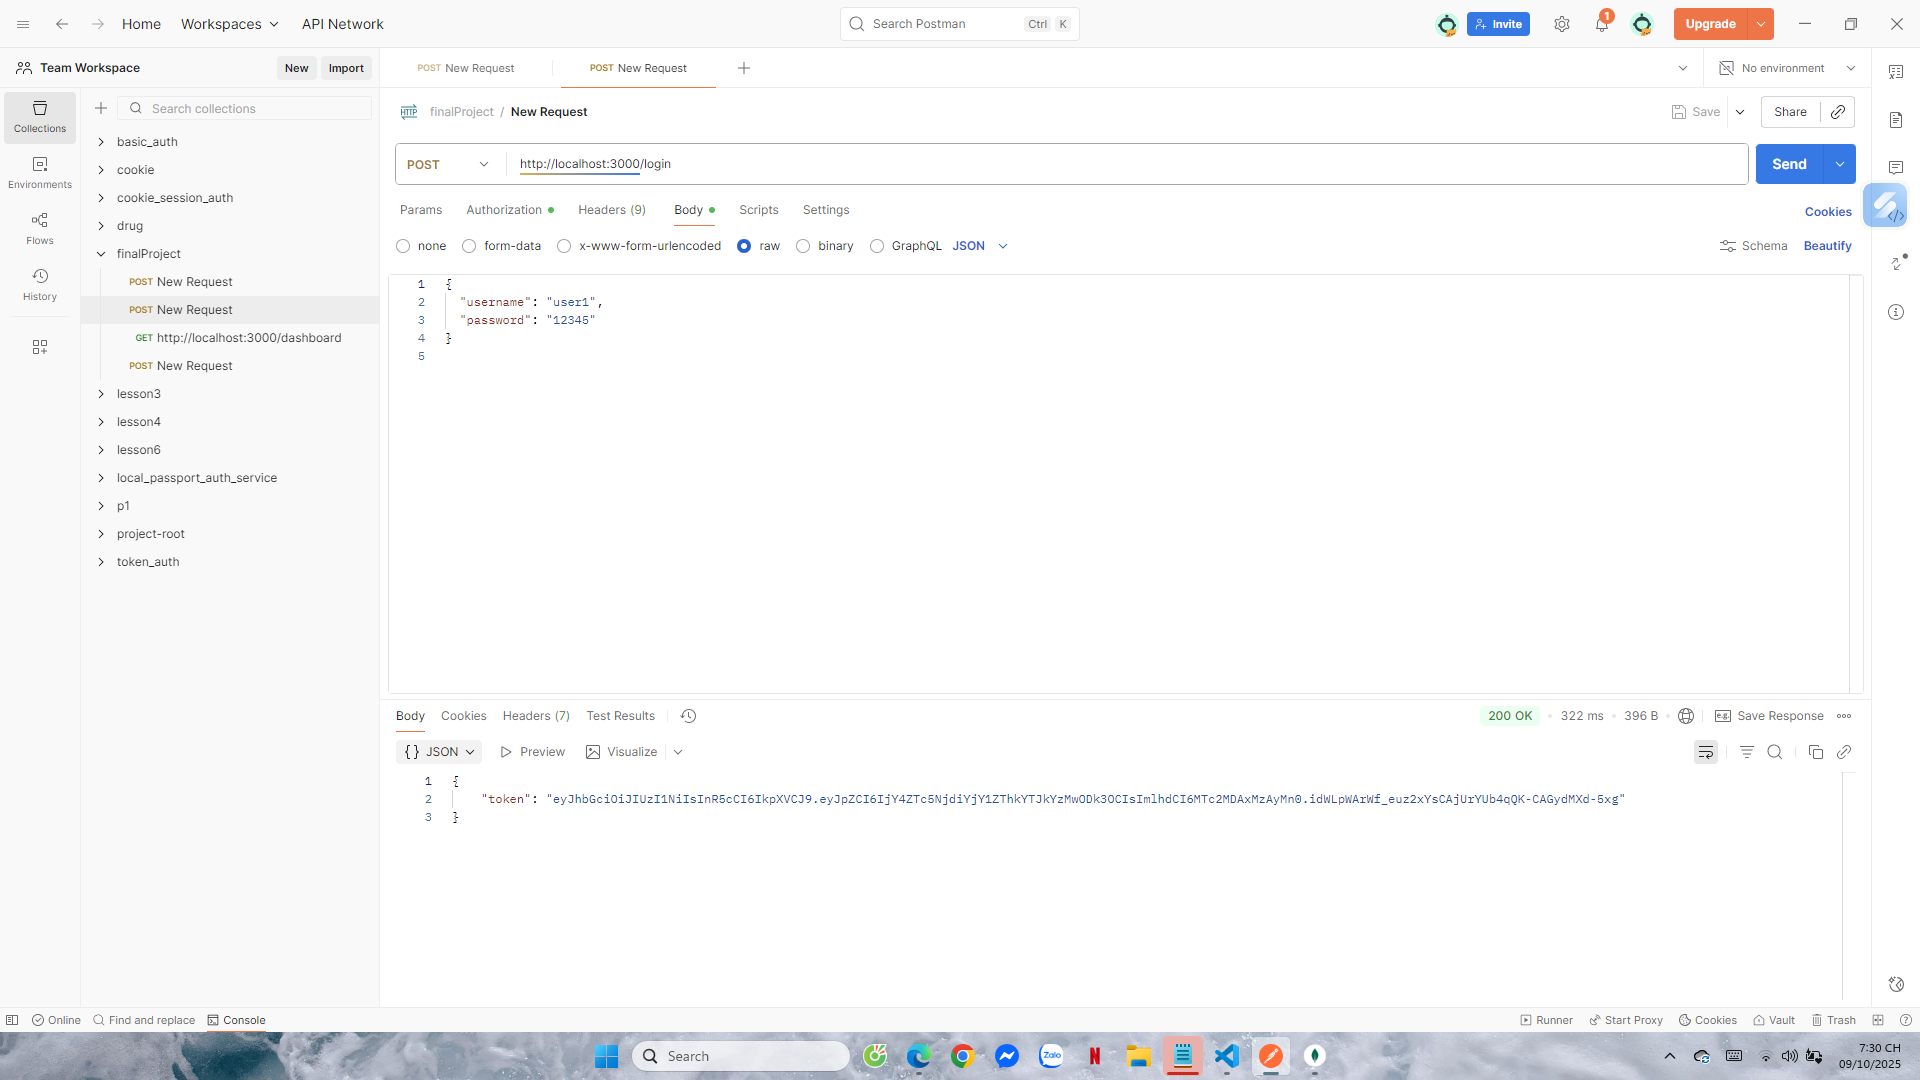 Home
Workspaces
API Network
Search Postman
Ctrl
K
Invite
1
Upgrade
Team Workspace
New
Import
POST New Request
POST New Request
No environment
Collections
Environments
Flows
History
Search collections
basic_auth
cookie
cookie_session_auth
drug
finalProject
POST New Request
POST New Request
GET http://localhost:3000/dashboard
POST New Request
lesson3
lesson4
lesson6
local_passport_auth_service
p1
project-root
token_auth
HTTP finalProject / New Request
Save
Share
POST http://localhost:3000/login
Send
Params Authorization Headers (9) Body Scripts Settings
Cookies
none form-data x-www-form-urlencoded raw binary GraphQL JSON
Schema Beautify
1 {
2 "username": "user1",
3 "password": "12345"
4 }
5
Body Cookies Headers (7) Test Results
200 OK 322 ms 396 B e.g. Save Response
{} JSON Preview Visualize
1 {
2 "token": "eyJhbGciOiJIUzI1NiIsInR5cCI6IkpXVCJ9.eyJpZCI6IjY4ZTc5NjdiYjY1ZThkYTJkYzMwODk3OCIsImlhdCI6MTc2MDAxMzAyMn0.idWLpWArWf_euz2xYsCAjUrYUb4qQK-CAGydMXd-5xg"
3 }
Online Find and replace Console
Runner Start Proxy Cookies Vault Trash
Search
Zalo
N
7:30 CH
09/10/2025